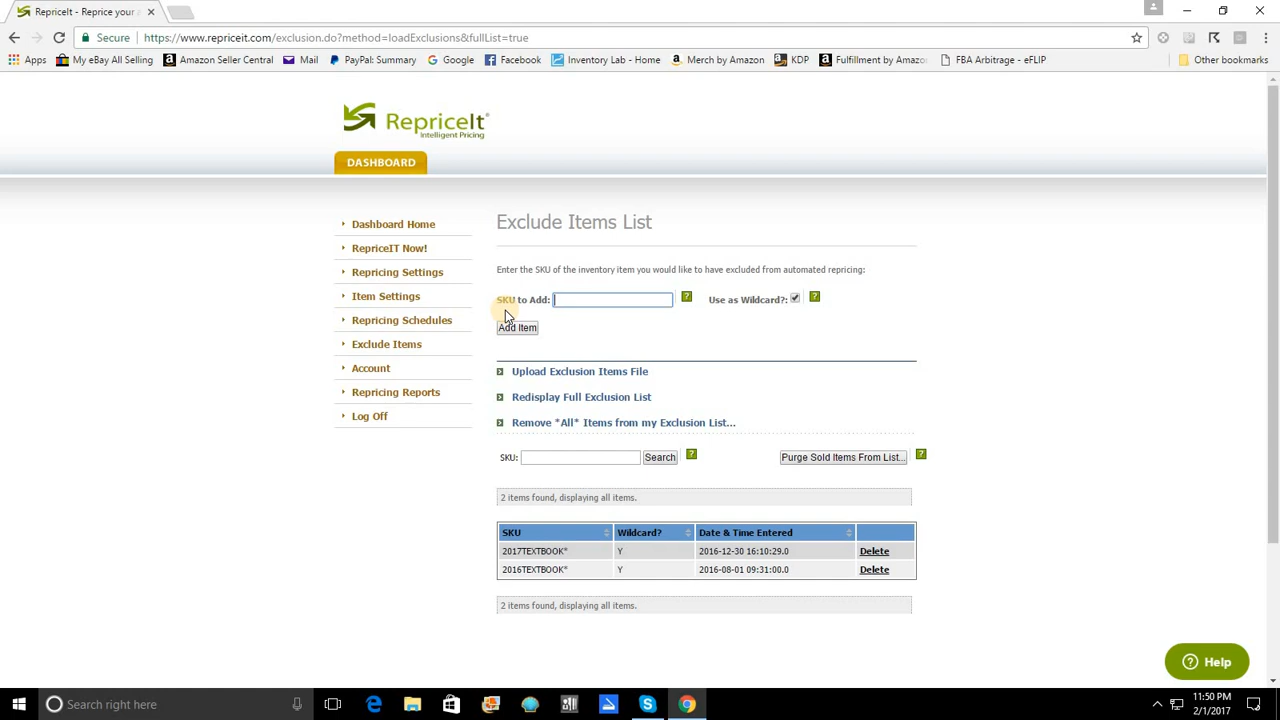 RepriceIt - Reprice your a
Secure
https://www.repriceit.com/exclusion.do?method=loadExclusions&fullList=true
Apps
My eBay All Selling
Amazon Seller Central
Mail
PayPal: Summary
Google
Facebook
Inventory Lab - Home
Merch by Amazon
KDP
Fulfillment by Amazo
FBA Arbitrage - eFLIP
Other bookmarks
RepriceIt
Intelligent Pricing
DASHBOARD
Dashboard Home
RepriceIT Now!
Repricing Settings
Item Settings
Repricing Schedules
Exclude Items
Account
Repricing Reports
Log Off
Exclude Items List
Enter the SKU of the inventory item you would like to have excluded from automated repricing:
SKU to Add: ? Use as Wildcard?: ?
Add Item
Upload Exclusion Items File
Redisplay Full Exclusion List
Remove *All* Items from my Exclusion List...
SKU: Search ? Purge Sold Items From List... ?
2 items found, displaying all items.
SKU Wildcard? Date & Time Entered
2017TEXTBOOK* Y 2016-12-30 16:10:29.0 Delete
2016TEXTBOOK* Y 2016-08-01 09:31:00.0 Delete
2 items found, displaying all items.
? Help
Search right here
11:50 PM
2/1/2017